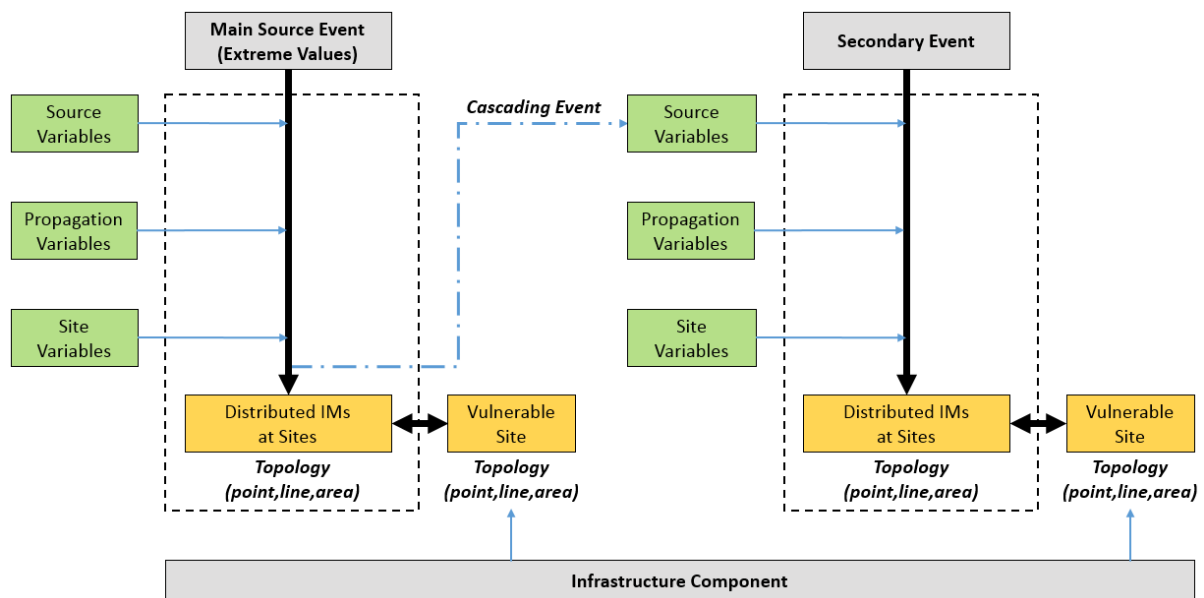 Main Source Event
(Extreme Values)
Secondary Event
Source
Variables
Cascading Event
Source
Variables
Propagation
Variables
Propagation
Variables
Site
Variables
Site
Variables
Distributed IMs
at Sites
Vulnerable
Site
Distributed IMs
at Sites
Vulnerable
Site
Topology
(point,line,area)
Topology
(point,line,area)
Topology
(point,line,area)
Topology
(point,line,area)
Infrastructure Component